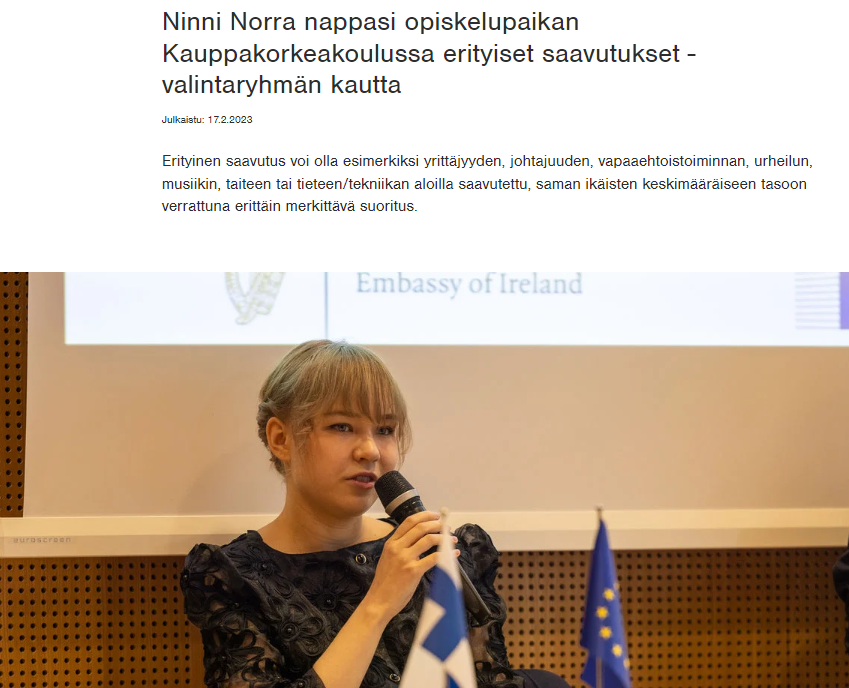 Ninni Norra nappasi opiskelupaikan
Kauppakorkeakoulussa erityiset saavutukset -
valintaryhmän kautta
Julkaistu: 17.2.2023
Erityinen saavutus voi olla esimerkiksi yrittäjyyden, johtajuuden, vapaaehtoistoiminnan, urheilun,
musiikin, taiteen tai tieteen/tekniikan aloilla saavutettu, saman ikäisten keskimääräiseen tasoon
verrattuna erittäin merkittävä suoritus.
Embassy of Ireland
euroscreen